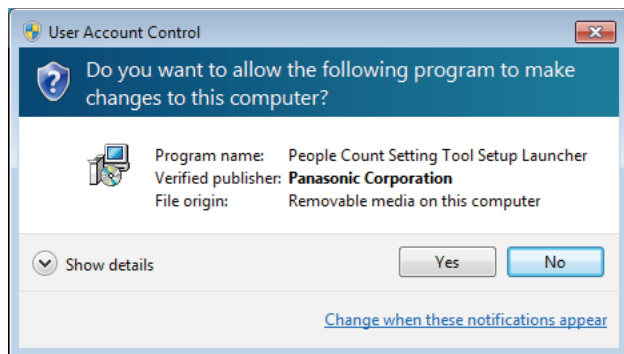 User Account Control
Do you want to allow the following program to make
changes to this computer?
Program name: People Count Setting Tool Setup Launcher
Verified publisher: Panasonic Corporation
File origin: Removable media on this computer
Show details
Yes
No
Change when these notifications appear